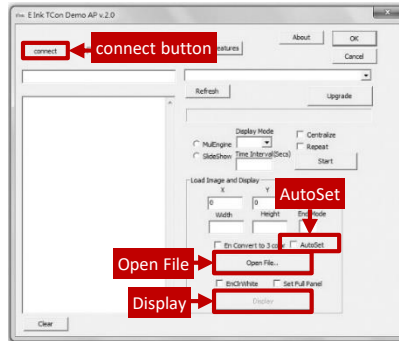 E Ink TCon Demo AP v.2.0
connect
connect button
eatures
About
OK
Cancel
Refresh
Upgrade
Display Mode
MulEngine
SlideShow
Time Interval(Secs)
Centralize
Repeat
Start
Load Image and Display
X
Y
AutoSet
0
0
Width
Height
En Convert to 3 color
AutoSet
Open File
Open File...
EnClrWhite
Set Full Panel
Display
Display
Clear